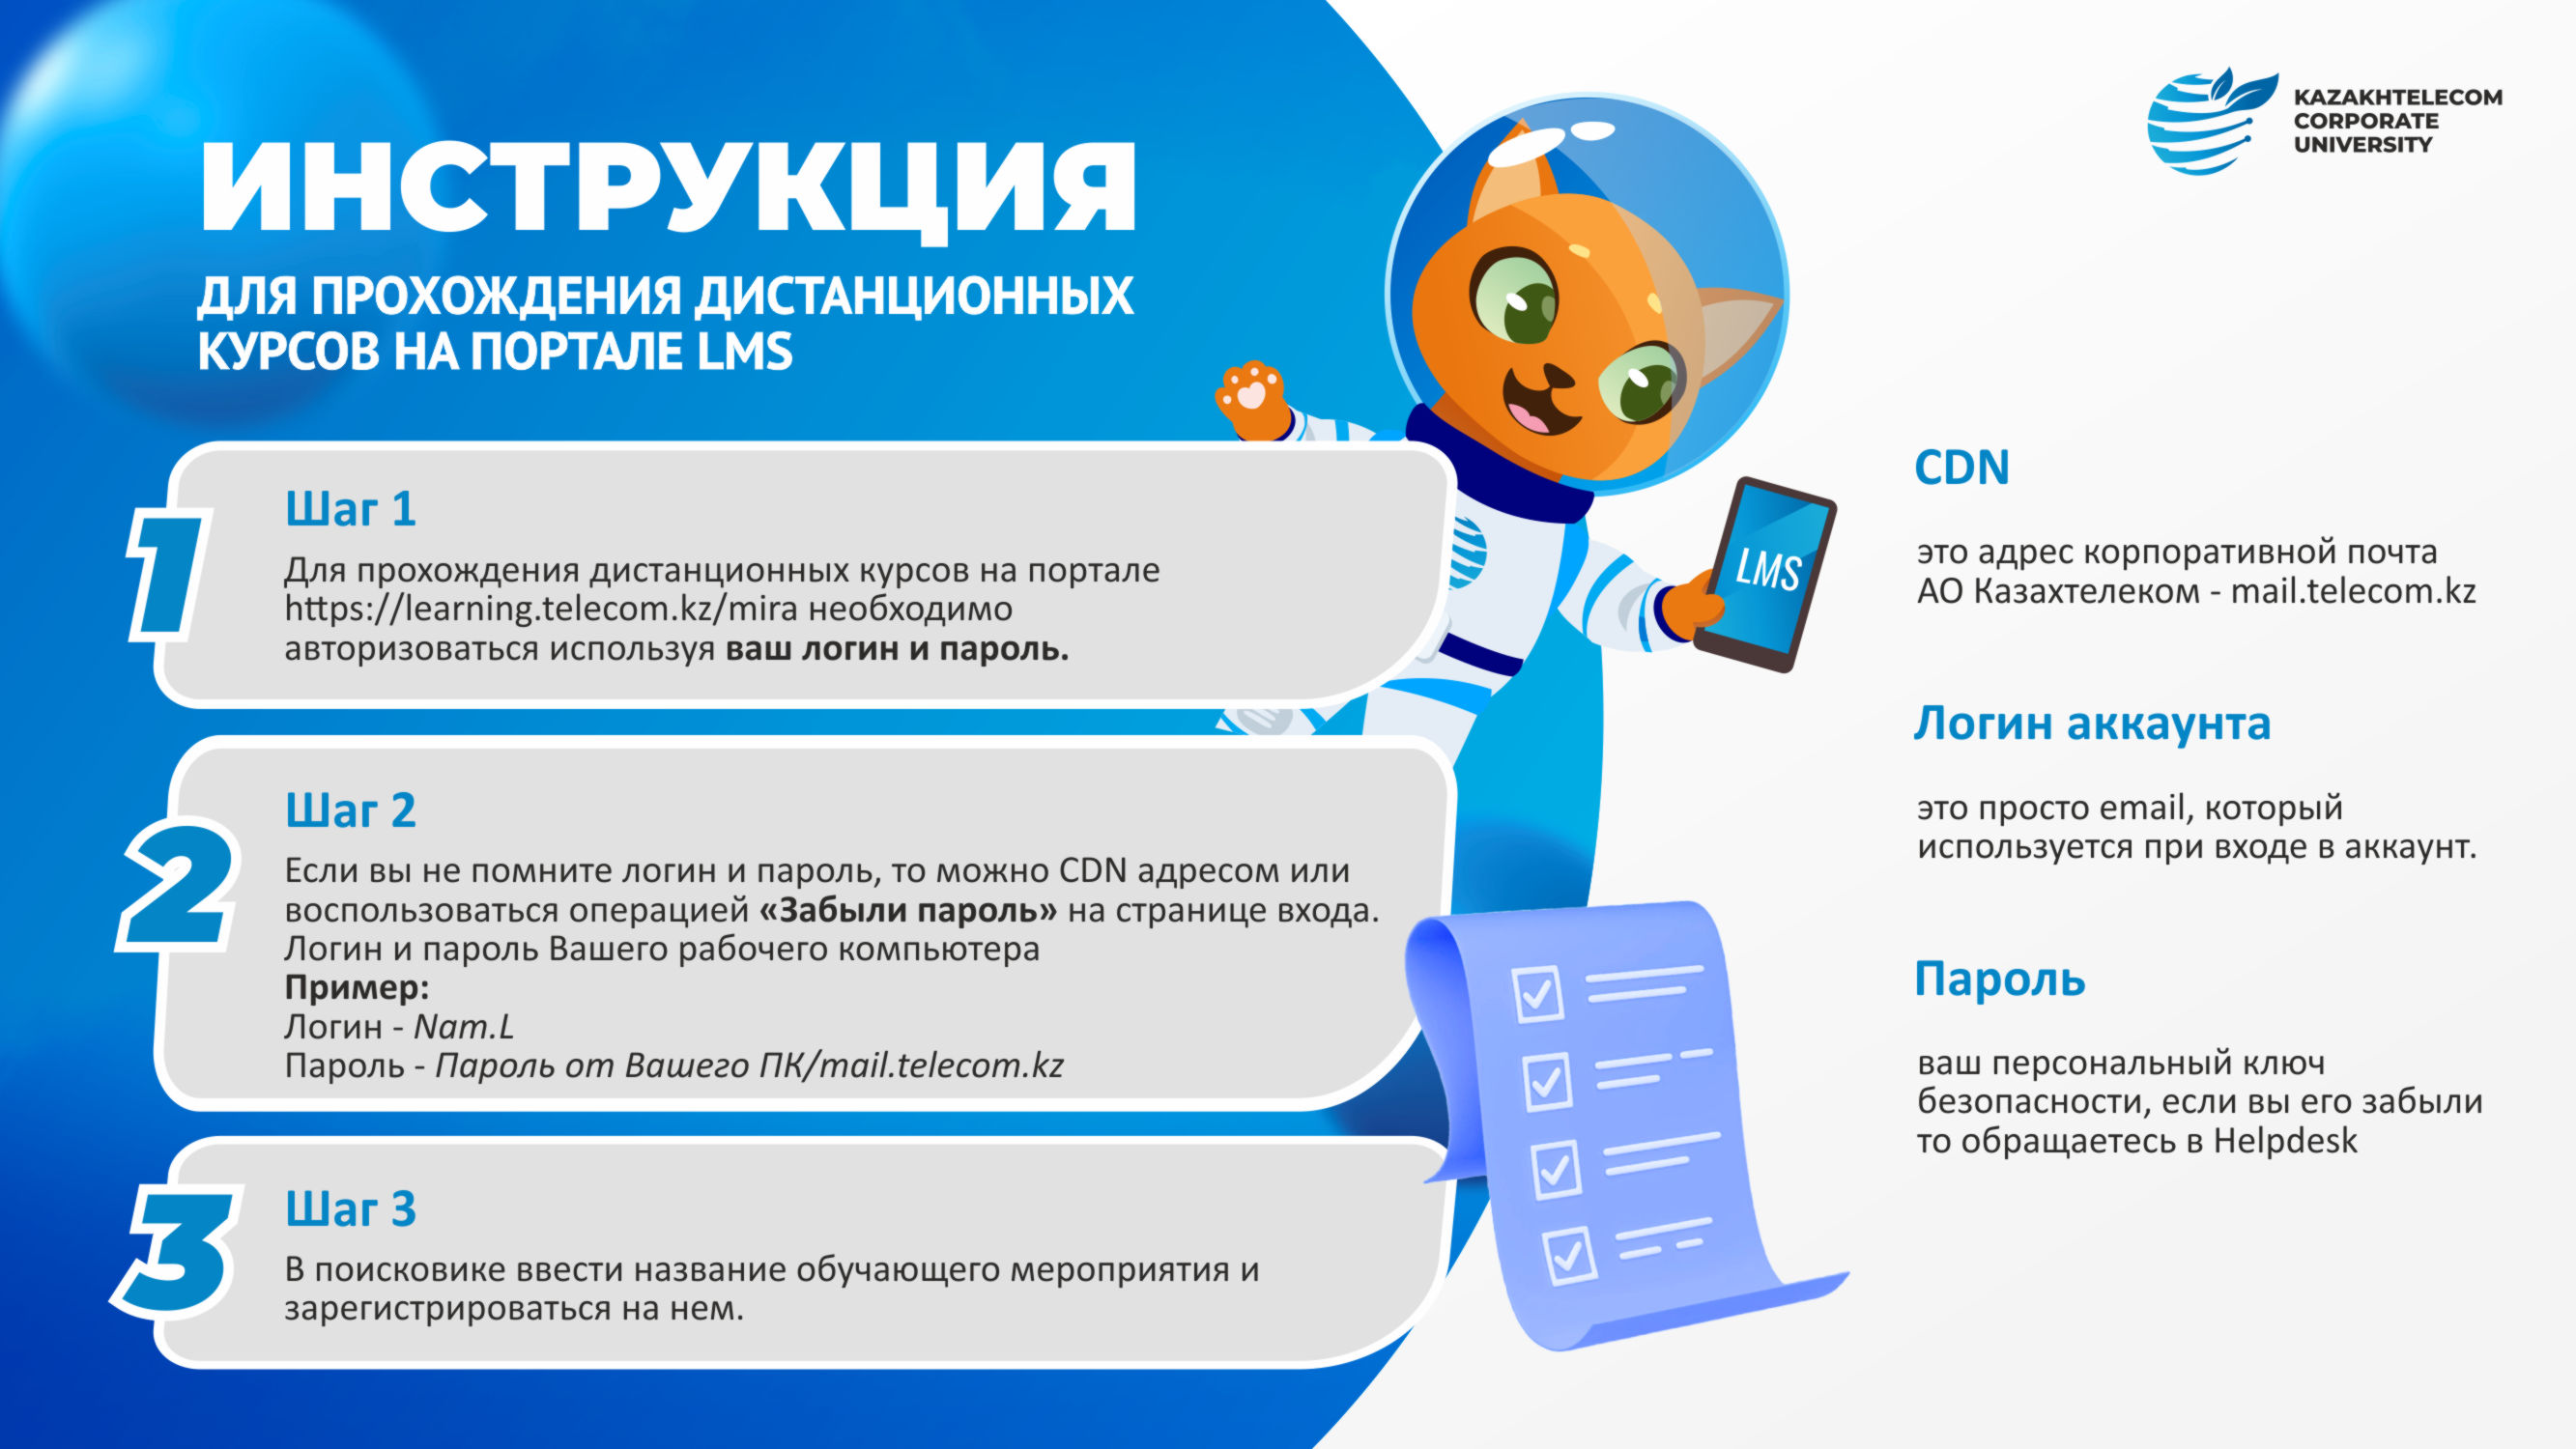 ИНСТРУКЦИЯ
ДЛЯ ПРОХОЖДЕНИЯ ДИСТАНЦИОННЫХ
КУРСОВ НА ПОРТАЛЕ LMS
KAZAKHTELECOM
CORPORATE
UNIVERSITY
1
Шаг 1
Для прохождения дистанционных курсов на портале
https://learning.telecom.kz/mira необходимо
авторизоваться используя ваш логин и пароль.
2
Шаг 2
Если вы не помните логин и пароль, то можно CDN адресом или
воспользоваться операцией «Забыли пароль» на странице входа.
Логин и пароль Вашего рабочего компьютера
Пример:
Логин - Nam.L
Пароль - Пароль от Вашего ПК/mail.telecom.kz
3
Шаг 3
В поисковике ввести название обучающего мероприятия и
зарегистрироваться на нем.
LMS
CDN
это адрес корпоративной почта
АО Казахтелеком - mail.telecom.kz
Логин аккаунта
это просто email, который
используется при входе в аккаунт.
Пароль
ваш персональный ключ
безопасности, если вы его забыли
то обращаетесь в Helpdesk